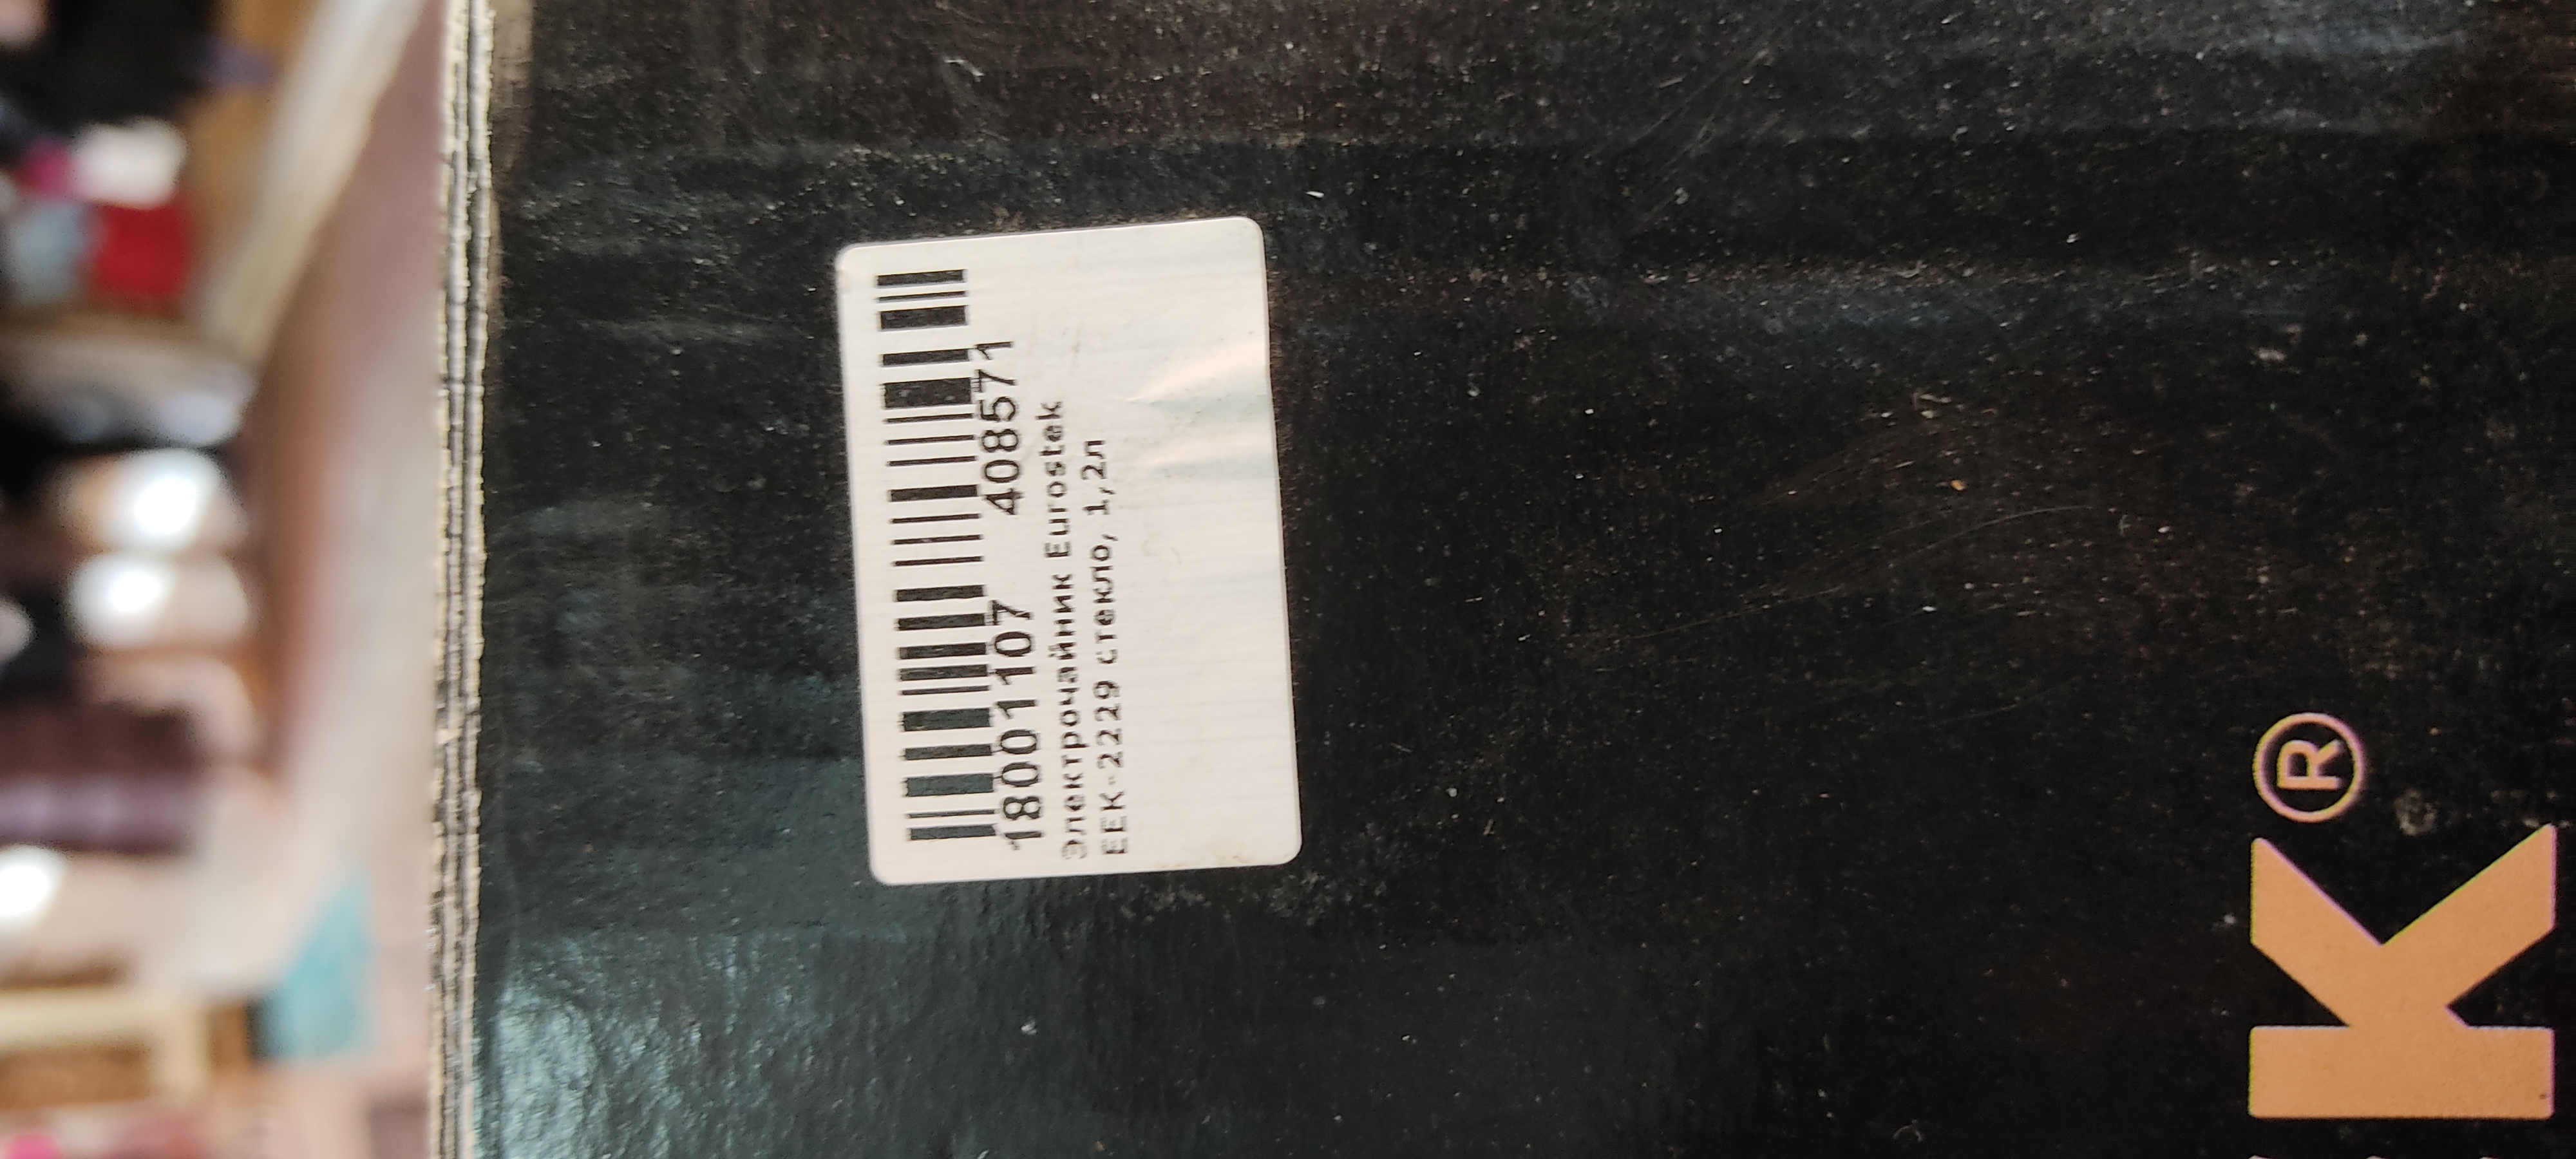 18001107 408571
Электрочайник Eurostek
EEK-2229 стекло, 1,2л
K®